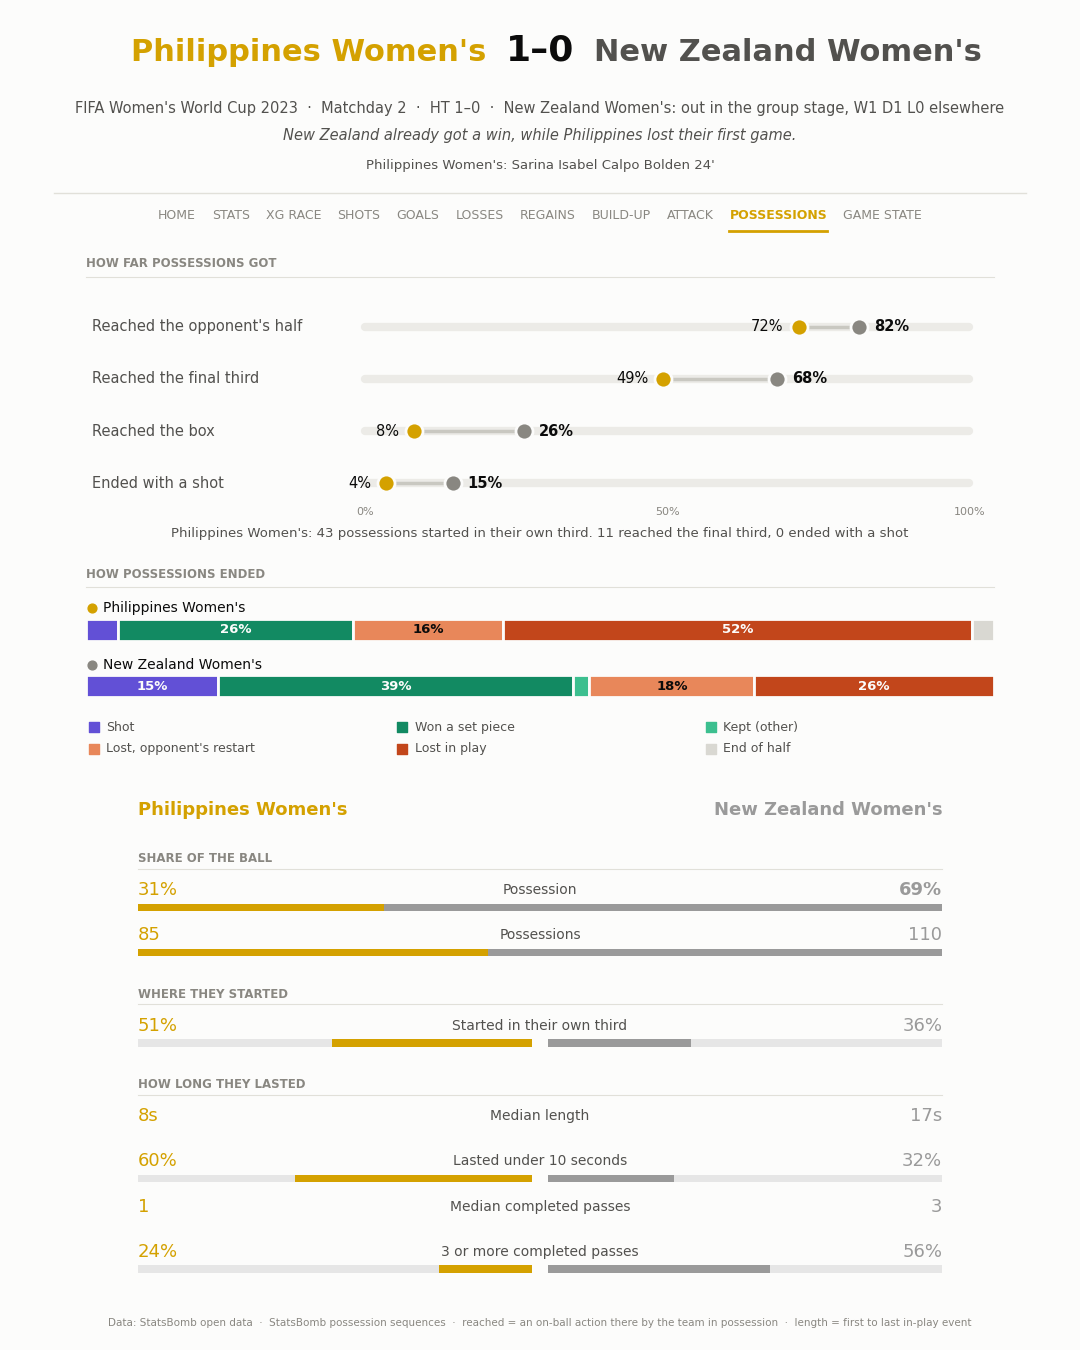 Philippines Women's 1–0 New Zealand Women's
FIFA Women's World Cup 2023 · Matchday 2 · HT 1–0 · New Zealand Women's: out in the group stage, W1 D1 L0 elsewhere
New Zealand already got a win, while Philippines lost their first game.
Philippines Women's: Sarina Isabel Calpo Bolden 24'
HOME STATS XG RACE SHOTS GOALS LOSSES REGAINS BUILD-UP ATTACK POSSESSIONS GAME STATE
HOW FAR POSSESSIONS GOT
Reached the opponent's half 72% 82%
Reached the final third 49% 68%
Reached the box 8% 26%
Ended with a shot 4% 15%
0% 50% 100%
Philippines Women's: 43 possessions started in their own third. 11 reached the final third, 0 ended with a shot
HOW POSSESSIONS ENDED
Philippines Women's
26% 16% 52%
New Zealand Women's
15% 39% 18% 26%
Shot Won a set piece Kept (other)
Lost, opponent's restart Lost in play End of half
Philippines Women's New Zealand Women's
SHARE OF THE BALL
31% Possession 69%
85 Possessions 110
WHERE THEY STARTED
51% Started in their own third 36%
HOW LONG THEY LASTED
8s Median length 17s
60% Lasted under 10 seconds 32%
1 Median completed passes 3
24% 3 or more completed passes 56%
Data: StatsBomb open data · StatsBomb possession sequences · reached = an on-ball action there by the team in possession · length = first to last in-play event